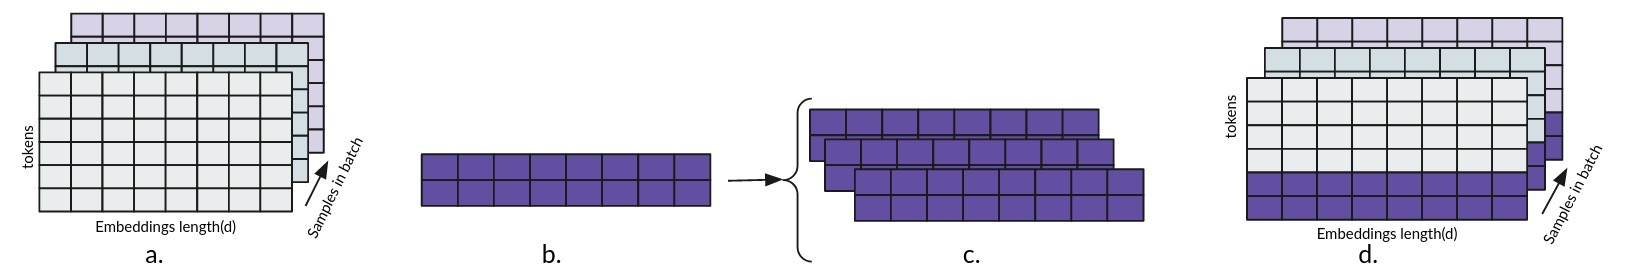 tokens
Embeddings length(d)
Samples in batch
a.
b.
c.
tokens
Embeddings length(d)
Samples in batch
d.